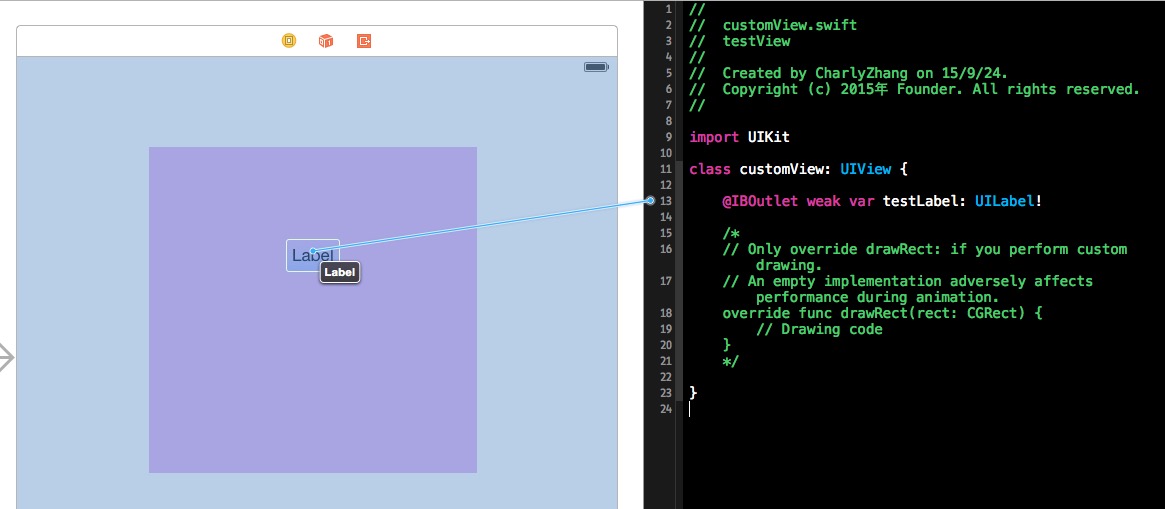 Label
Label
1 //
2 //  customView.swift
3 //  testView
4 //
5 //  Created by CharlyZhang on 15/9/24.
6 //  Copyright (c) 2015年 Founder. All rights reserved.
7 //
8
9 import UIKit
10
11 class customView: UIView {
12
13     @IBOutlet weak var testLabel: UILabel!
14
15     /*
16     // Only override drawRect: if you perform custom
drawing.
17     // An empty implementation adversely affects
performance during animation.
18     override func drawRect(rect: CGRect) {
19         // Drawing code
20     }
21     */
22
23 }
24